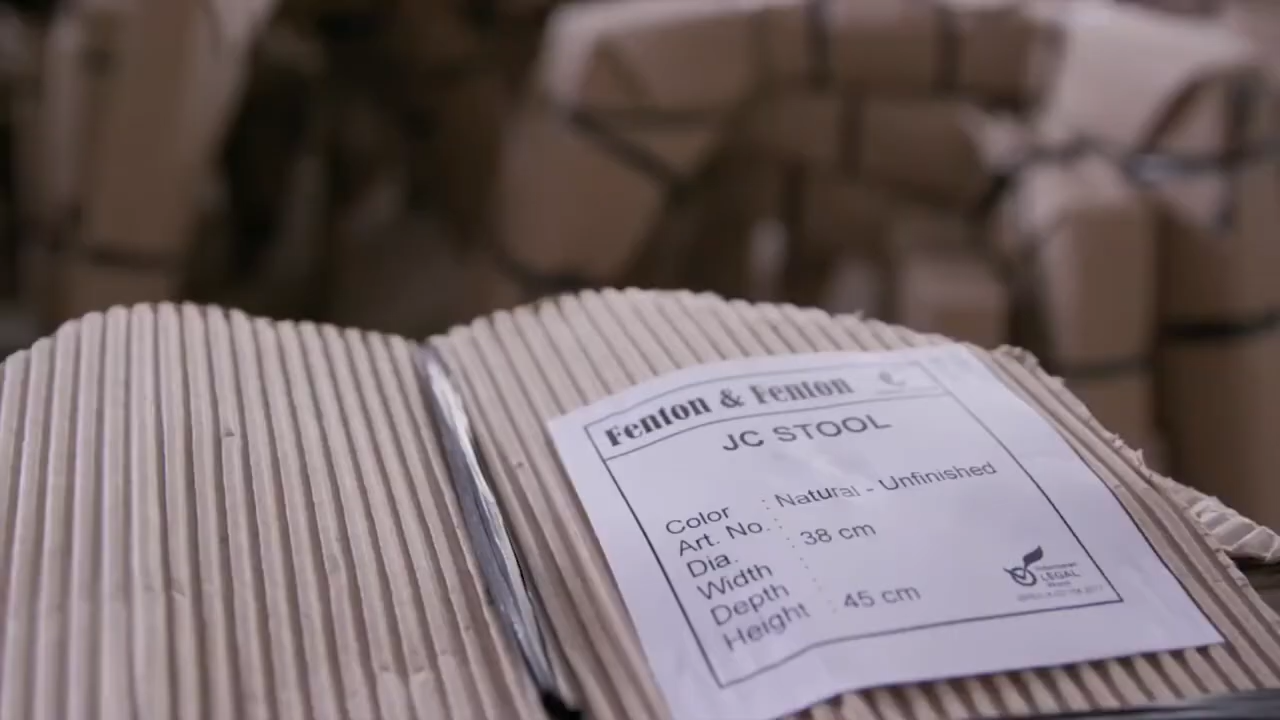 Fenton & Fenton
JC STOOL
Color : Natural - Unfinished
Art. No. :
Dia. : 38 cm
Width :
Depth :
Height : 45 cm
LEGAL